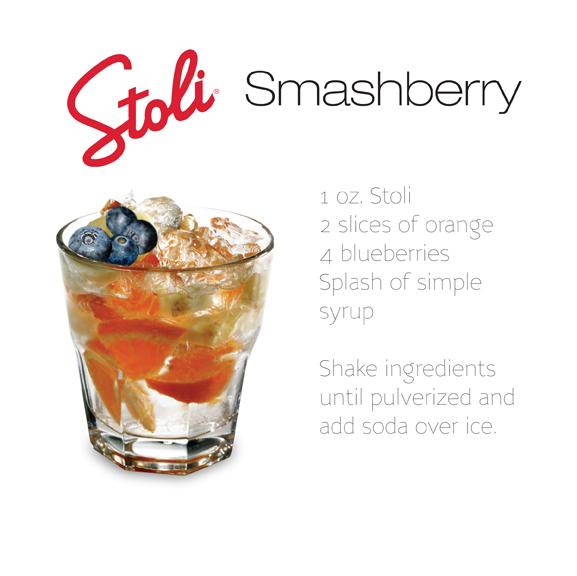 Stoli® Smashberry
1 oz. Stoli
2 slices of orange
4 blueberries
Splash of simple
syrup
Shake ingredients
until pulverized and
add soda over ice.